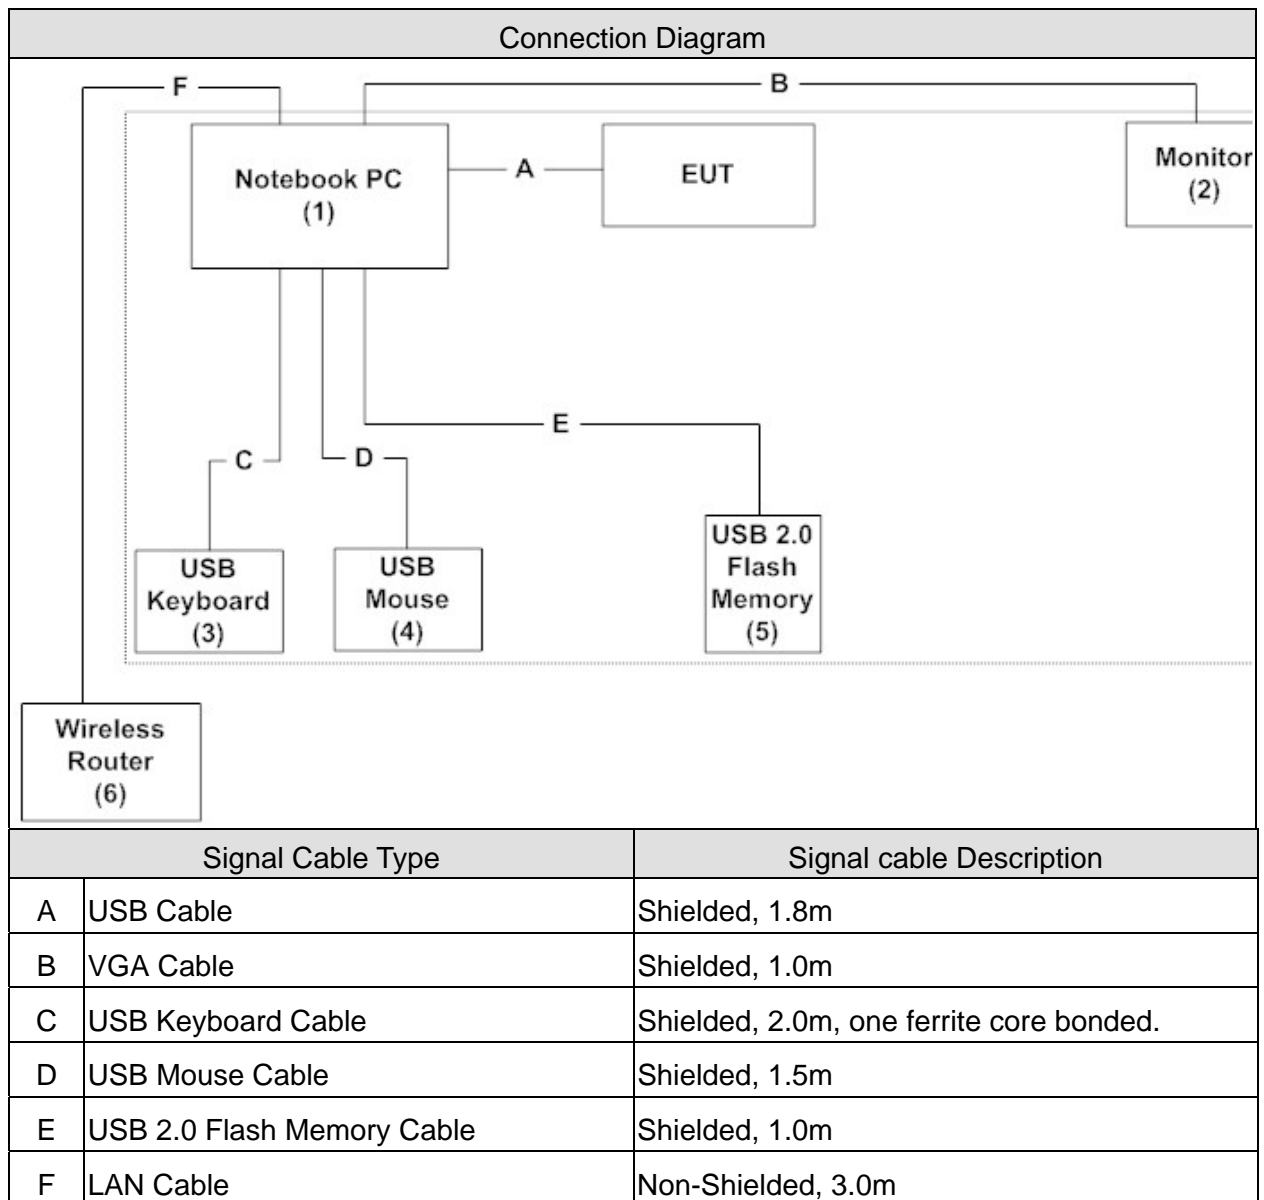 Connection Diagram
F
B
Notebook PC
(1)
A
EUT
Monitor
(2)
E
C
D
USB
Keyboard
(3)
USB
Mouse
(4)
USB 2.0
Flash
Memory
(5)
Wireless
Router
(6)
Signal Cable Type Signal cable Description
A USB Cable Shielded, 1.8m
B VGA Cable Shielded, 1.0m
C USB Keyboard Cable Shielded, 2.0m, one ferrite core bonded.
D USB Mouse Cable Shielded, 1.5m
E USB 2.0 Flash Memory Cable Shielded, 1.0m
F LAN Cable Non-Shielded, 3.0m